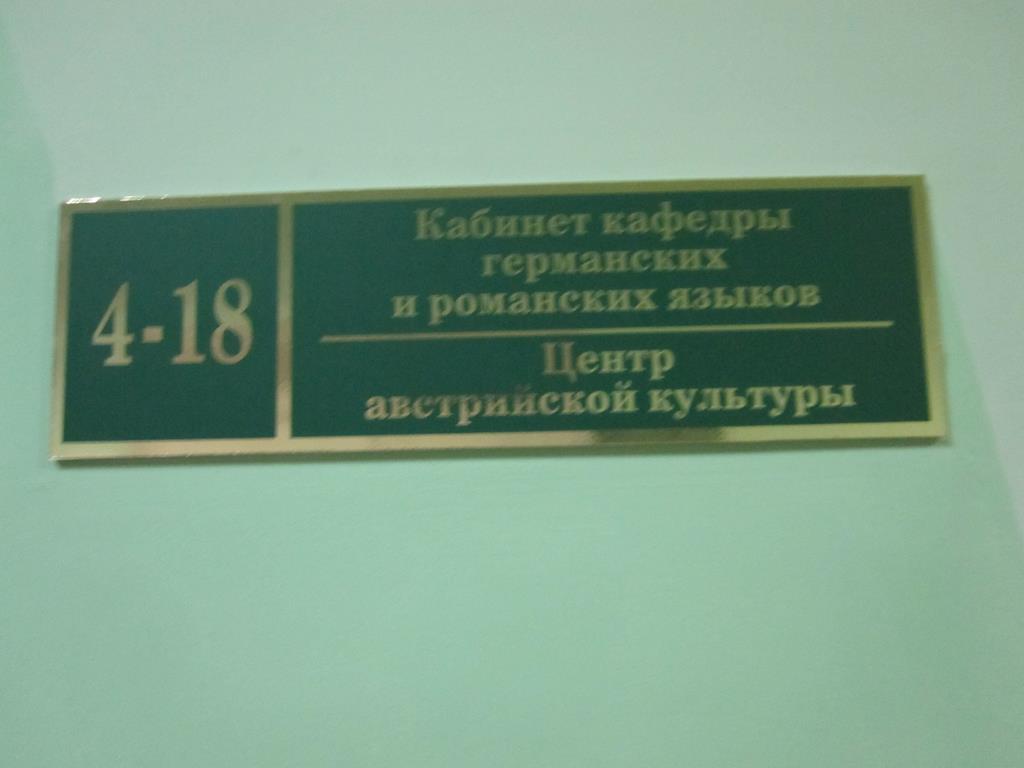 4-18
Кабинет кафедры
германских
и романских языков
Центр
австрийской культуры